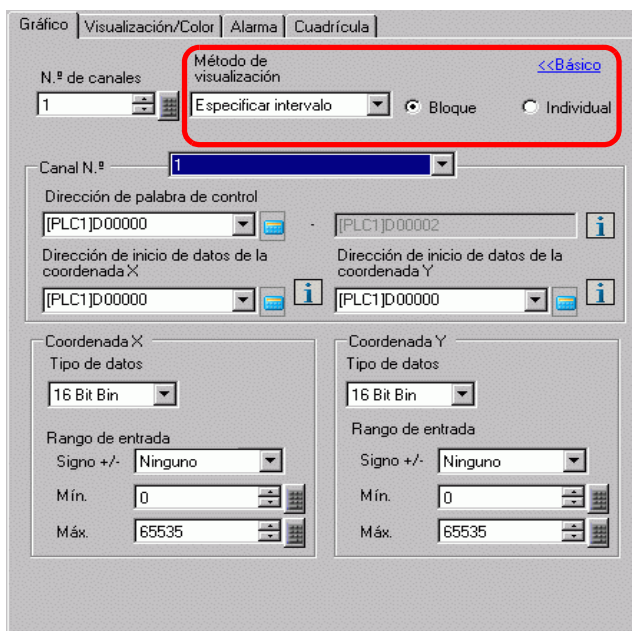 Gráfico Visualización/Color Alarma Cuadrícula
N.º de canales
Método de
visualización
<<Básico
1
Especificar intervalo
Bloque
Individual
Canal N.º
1
Dirección de palabra de control
[PLC1]D00000 - [PLC1]D00002
Dirección de inicio de datos de la
coordenada X
Dirección de inicio de datos de la
coordenada Y
[PLC1]D00000
[PLC1]D00000
Coordenada X
Tipo de datos
16 Bit Bin
Rango de entrada
Signo +/- Ninguno
Mín. 0
Máx. 65535
Coordenada Y
Tipo de datos
16 Bit Bin
Rango de entrada
Signo +/- Ninguno
Mín. 0
Máx. 65535